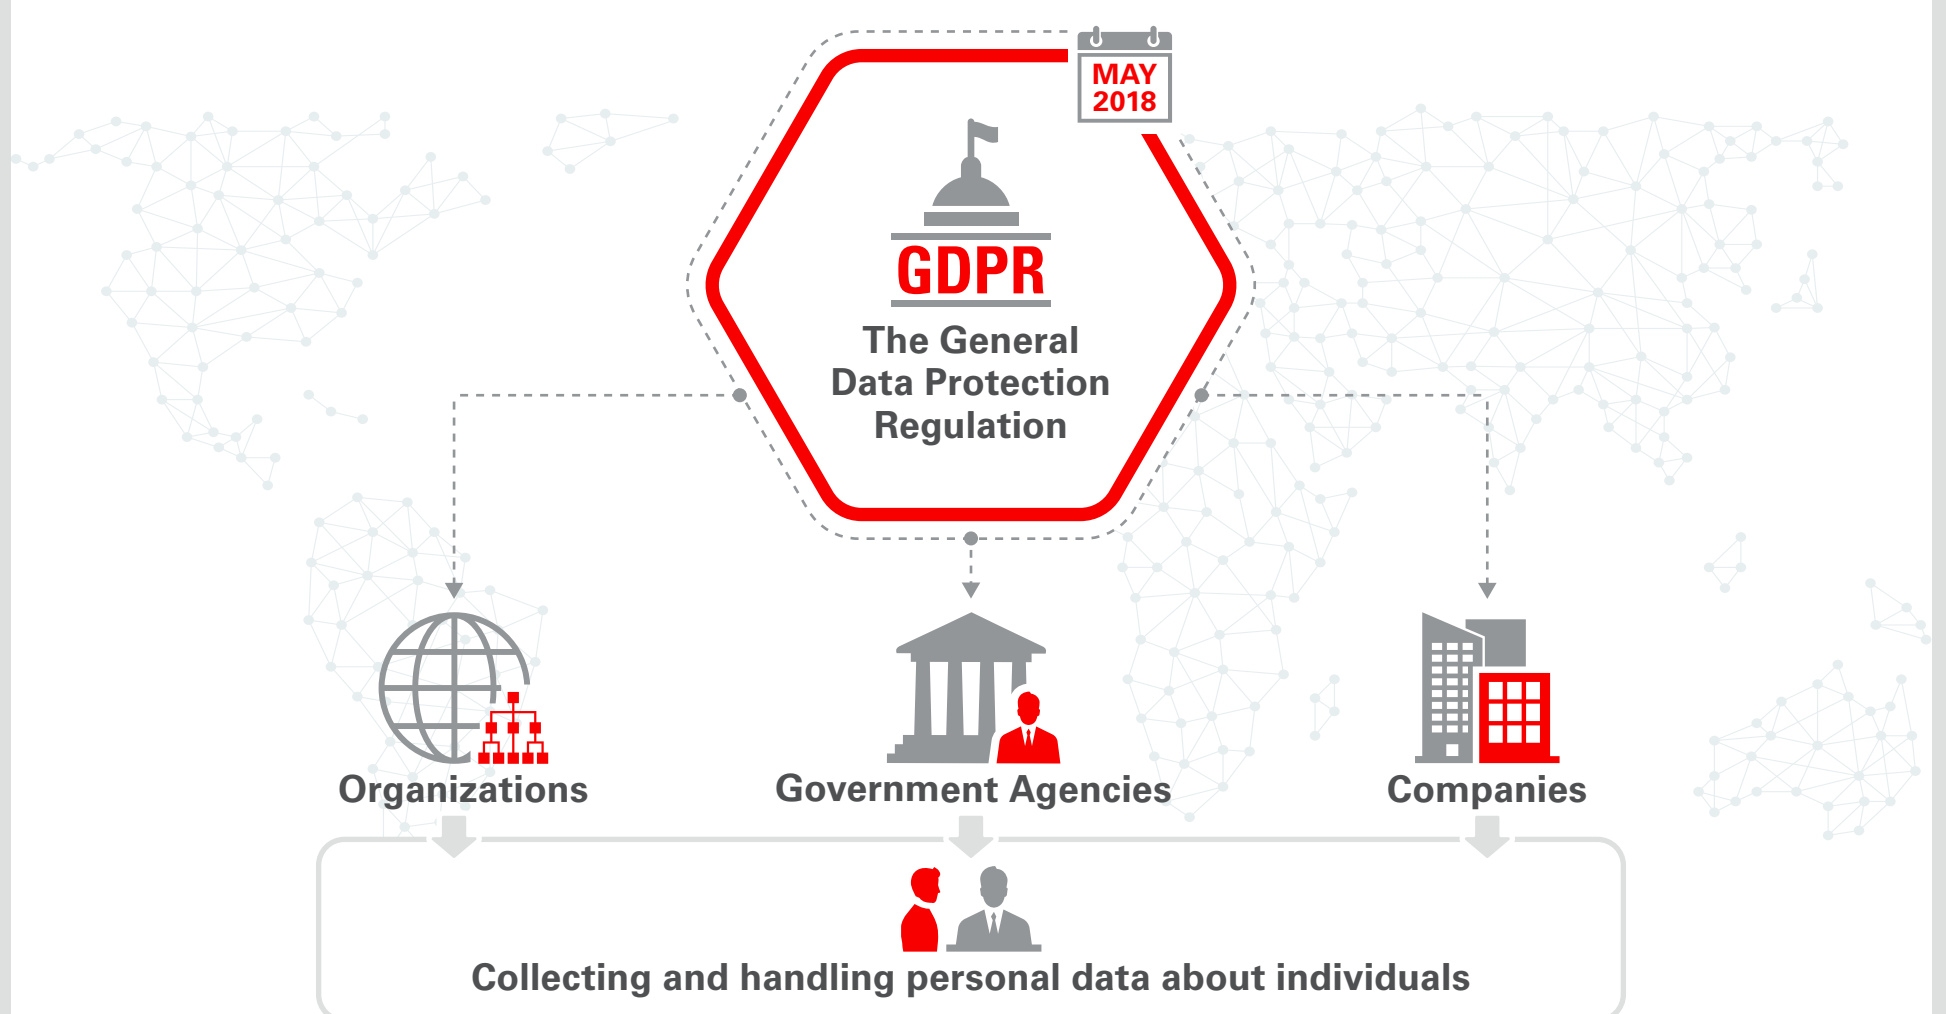 MAY
2018
GDPR
The General
Data Protection
Regulation
Organizations
Government Agencies
Companies
Collecting and handling personal data about individuals